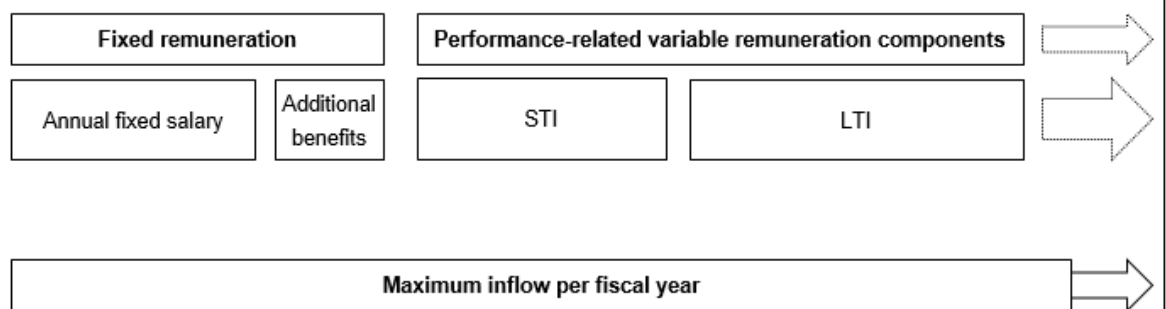 Fixed remuneration
Performance-related variable remuneration components
Annual fixed salary
Additional
benefits
STI
LTI
Maximum inflow per fiscal year